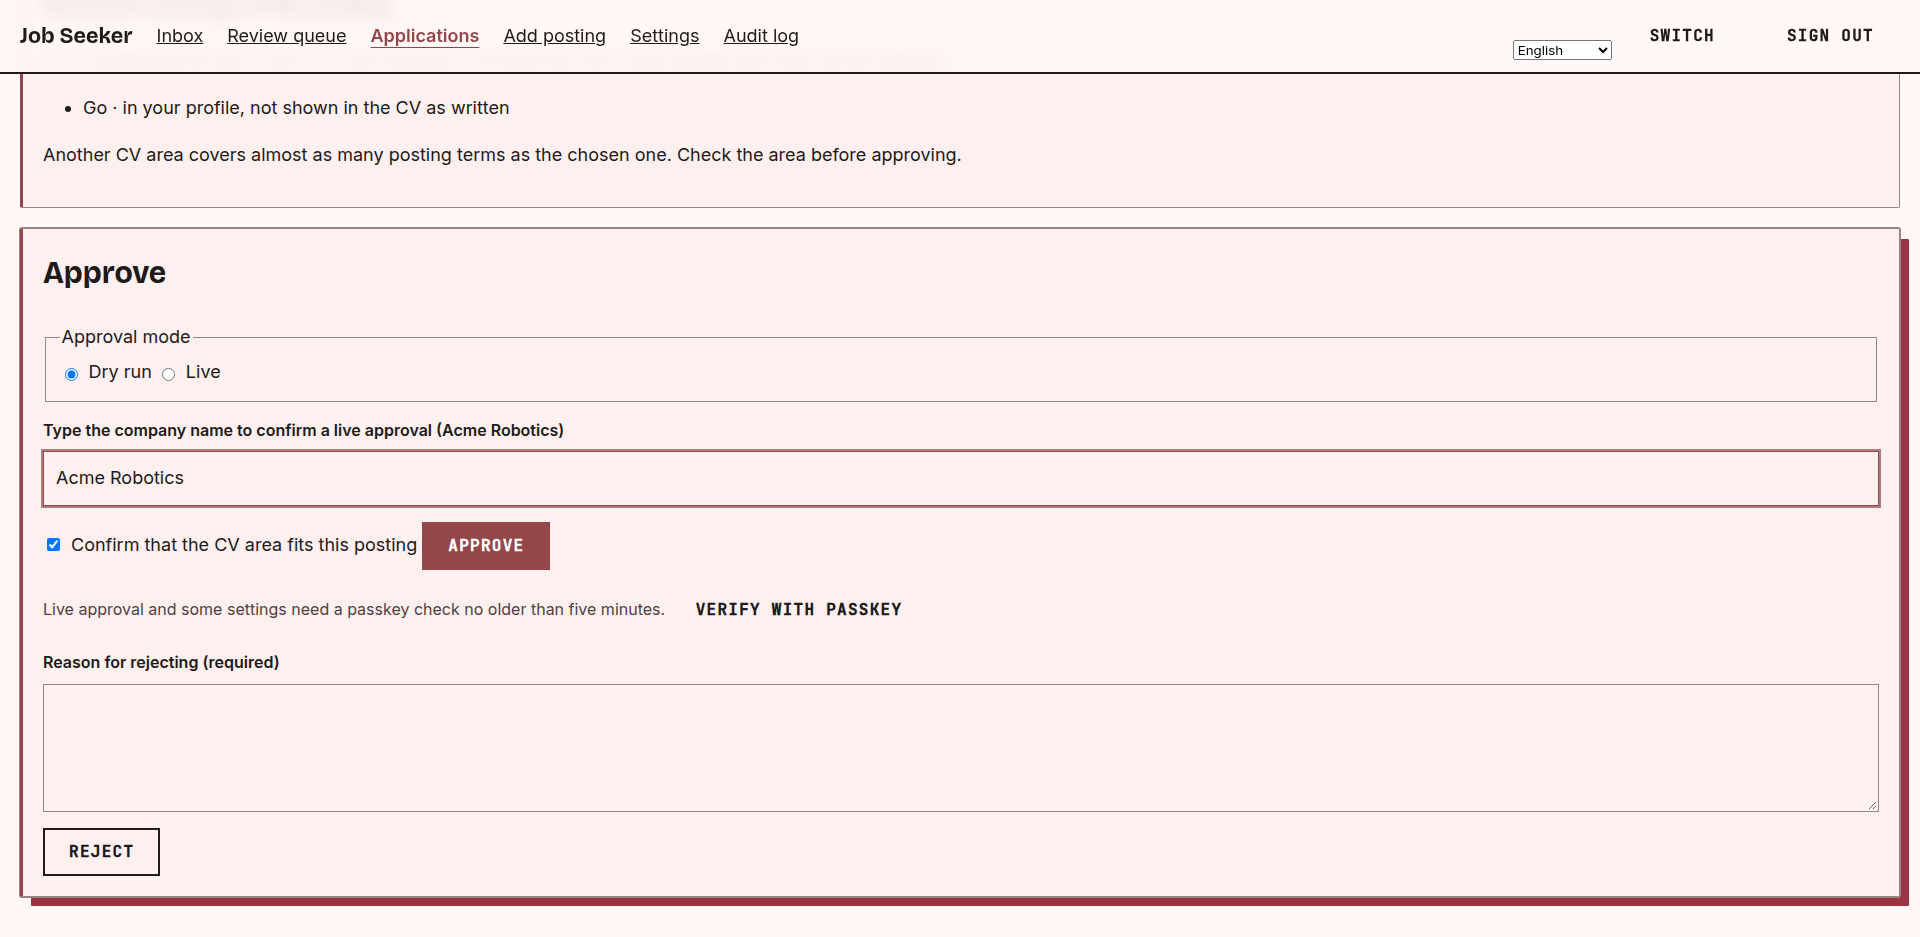 Job Seeker Inbox Review queue Applications Add posting Settings Audit log English SWITCH SIGN OUT
Go · in your profile, not shown in the CV as written
Another CV area covers almost as many posting terms as the chosen one. Check the area before approving.
Approve
Approval mode
Dry run Live
Type the company name to confirm a live approval (Acme Robotics)
Acme Robotics
Confirm that the CV area fits this posting APPROVE
Live approval and some settings need a passkey check no older than five minutes. VERIFY WITH PASSKEY
Reason for rejecting (required)
REJECT